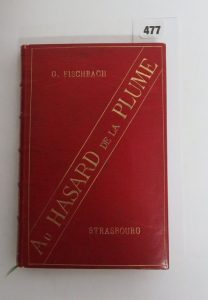 477
G. FISCHBACH
AU HASARD DE LA PLUME
STRASBOURG